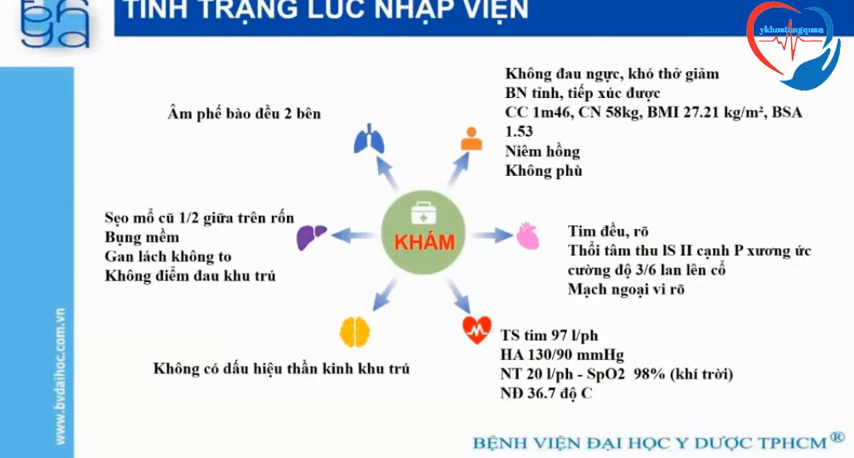 TÌNH TRẠNG LÚC NHẬP VIỆN
ykhoatongquan
Âm phế bào đều 2 bên
Không đau ngực, khó thở giảm
BN tỉnh, tiếp xúc được
CC 1m46, CN 58kg, BMI 27.21 kg/m², BSA
1.53
Niêm hồng
Không phù
Sẹo mổ cũ 1/2 giữa trên rốn
Bụng mềm
Gan lách không to
Không điểm đau khu trú
KHÁM
Tim đều, rõ
Thổi tâm thu lS II cạnh P xương ức
cường độ 3/6 lan lên cổ
Mạch ngoại vi rõ
Không có dấu hiệu thần kinh khu trú
TS tim 97 l/ph
HA 130/90 mmHg
NT 20 l/ph - SpO2 98% (khí trời)
NĐ 36.7 độ C
www.bvdaihoc.com.vn
BỆNH VIỆN ĐẠI HỌC Y DƯỢC TPHCM®